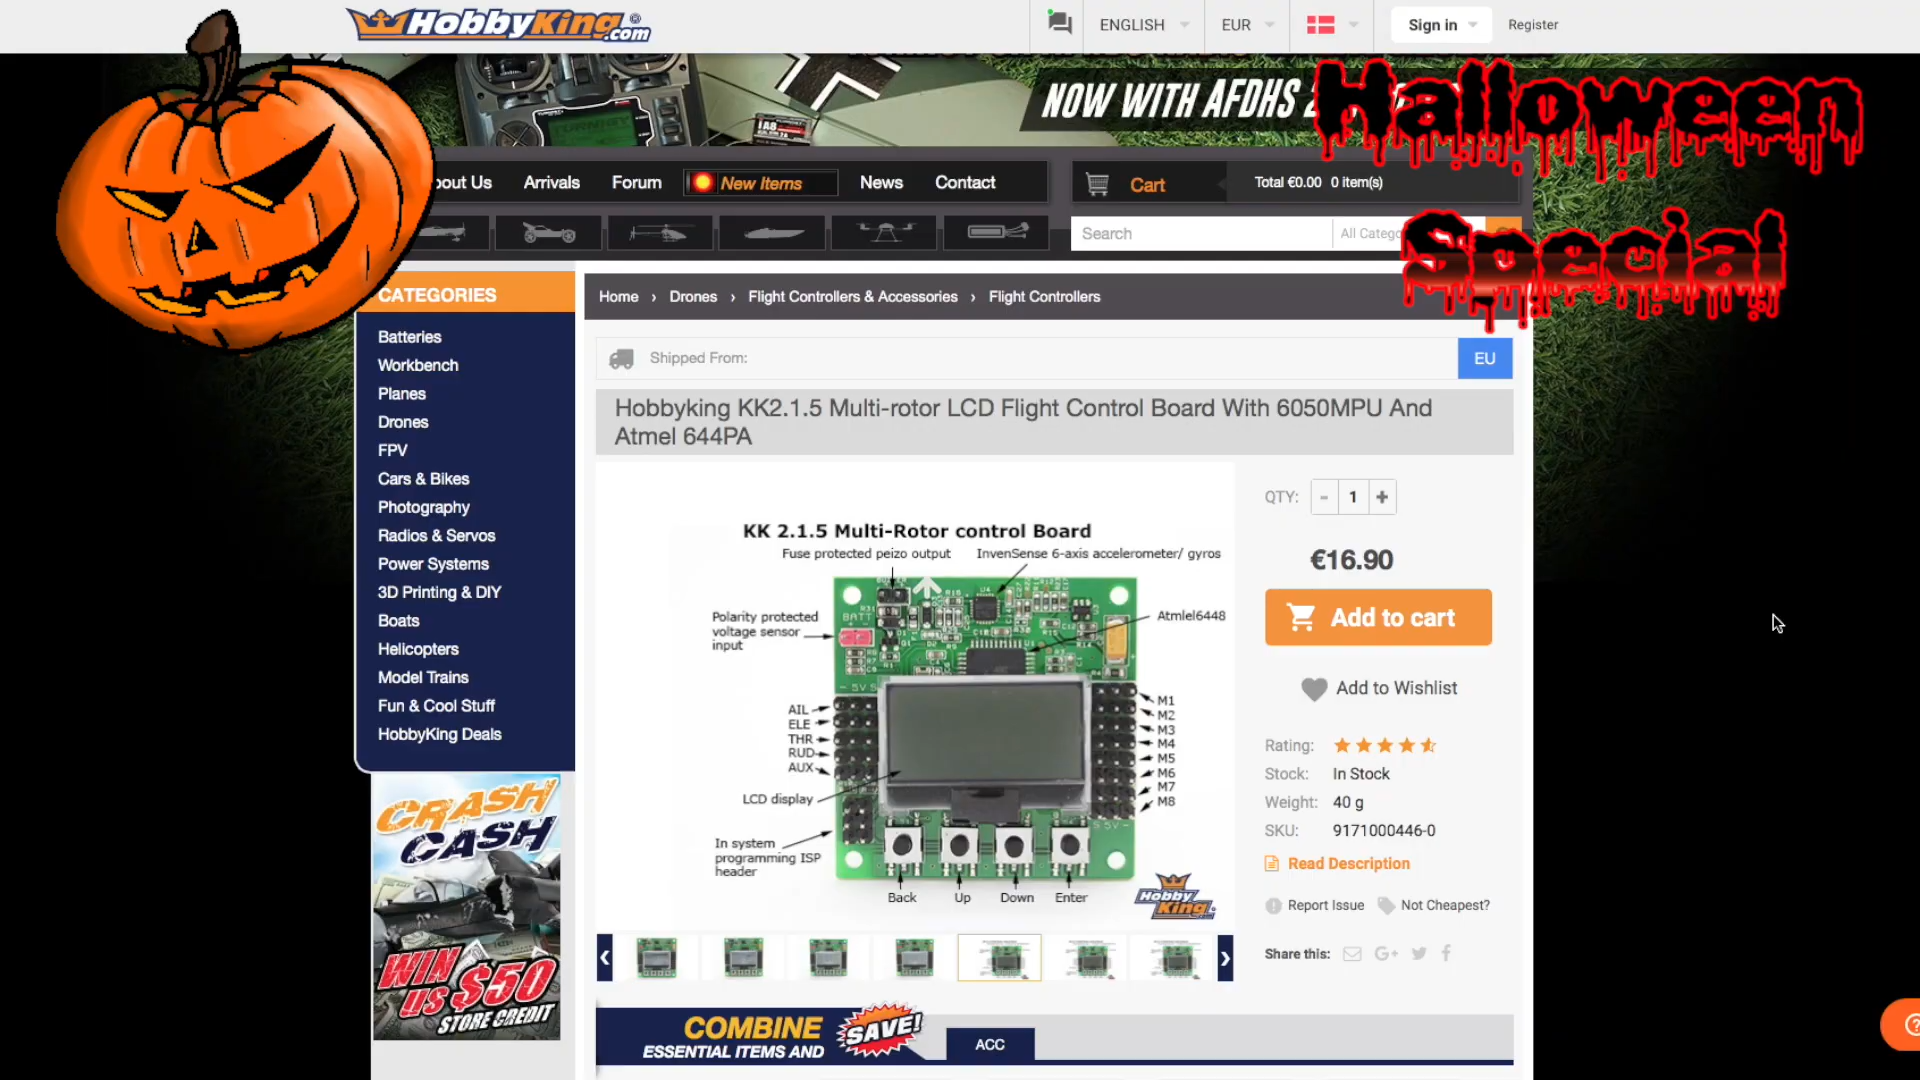 HobbyKing.com
ENGLISH
EUR
Sign in
Register
NOW WITH AFDHS
Halloween
Special
bout Us
Arrivals
Forum
New Items
News
Contact
Cart
Total €0.00 0 item(s)
Search
All Catego
CATEGORIES
Batteries
Workbench
Planes
Drones
FPV
Cars & Bikes
Photography
Radios & Servos
Power Systems
3D Printing & DIY
Boats
Helicopters
Model Trains
Fun & Cool Stuff
HobbyKing Deals
CRASH
CASH
WIN
US $50
STORE CREDIT
Home › Drones › Flight Controllers & Accessories › Flight Controllers
Shipped From:
EU
Hobbyking KK2.1.5 Multi-rotor LCD Flight Control Board With 6050MPU And
Atmel 644PA
KK 2.1.5 Multi-Rotor control Board
Fuse protected peizo output
InvenSense 6-axis accelerometer/ gyros
Polarity protected
voltage sensor
input
Atmlel6448
AIL
ELE
THR
RUD
AUX
LCD display
In system
programming ISP
header
M1
M2
M3
M4
M5
M6
M7
M8
Back
Up
Down
Enter
Hobby
King
QTY: - 1 +
€16.90
Add to cart
Add to Wishlist
Rating:
Stock: In Stock
Weight: 40 g
SKU: 9171000446-0
Read Description
Report Issue
Not Cheapest?
Share this:
COMBINE
ESSENTIAL ITEMS AND
SAVE!
ACC